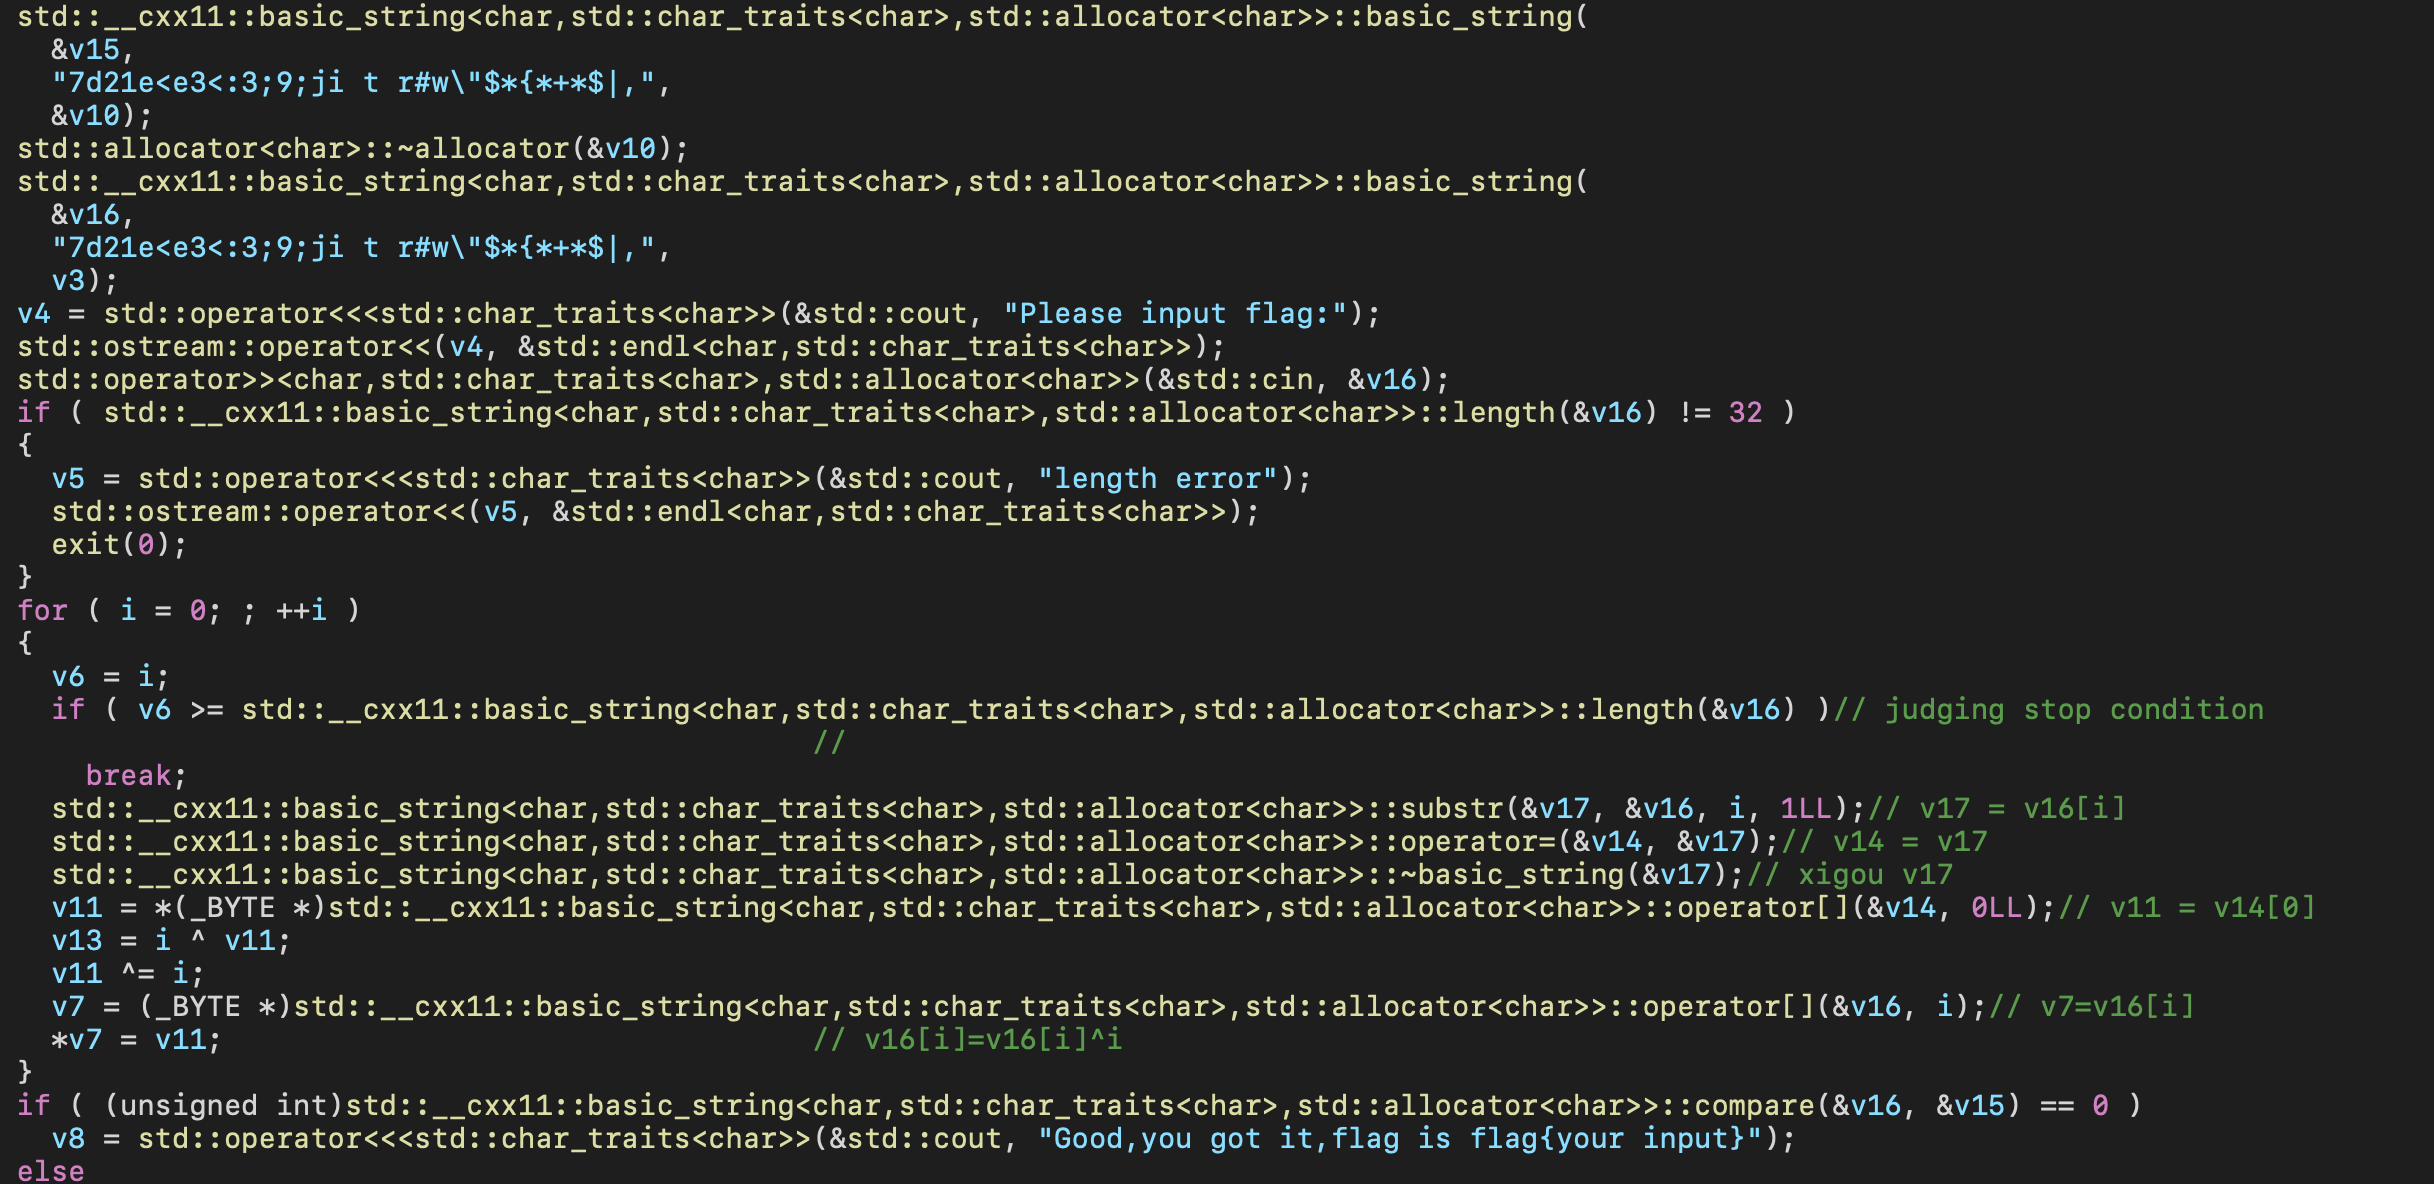 std::__cxx11::basic_string<char,std::char_traits<char>,std::allocator<char>>::basic_string(
  &v15,
  "7d21e<e3<:3;9;ji t r#w\"$*{*+*$|,",
  &v10);
std::allocator<char>::~allocator(&v10);
std::__cxx11::basic_string<char,std::char_traits<char>,std::allocator<char>>::basic_string(
  &v16,
  "7d21e<e3<:3;9;ji t r#w\"$*{*+*$|,",
  v3);
v4 = std::operator<<<std::char_traits<char>>(&std::cout, "Please input flag:");
std::ostream::operator<<(v4, &std::endl<char,std::char_traits<char>>);
std::operator>><char,std::char_traits<char>,std::allocator<char>>(&std::cin, &v16);
if ( std::__cxx11::basic_string<char,std::char_traits<char>,std::allocator<char>>::length(&v16) != 32 )
{
  v5 = std::operator<<<std::char_traits<char>>(&std::cout, "length error");
  std::ostream::operator<<(v5, &std::endl<char,std::char_traits<char>>);
  exit(0);
}
for ( i = 0; ; ++i )
{
  v6 = i;
  if ( v6 >= std::__cxx11::basic_string<char,std::char_traits<char>,std::allocator<char>>::length(&v16) )// judging stop condition
                                              //
    break;
  std::__cxx11::basic_string<char,std::char_traits<char>,std::allocator<char>>::substr(&v17, &v16, i, 1LL);// v17 = v16[i]
  std::__cxx11::basic_string<char,std::char_traits<char>,std::allocator<char>>::operator=(&v14, &v17);// v14 = v17
  std::__cxx11::basic_string<char,std::char_traits<char>,std::allocator<char>>::~basic_string(&v17);// xigou v17
  v11 = *(_BYTE *)std::__cxx11::basic_string<char,std::char_traits<char>,std::allocator<char>>::operator[](&v14, 0LL);// v11 = v14[0]
  v13 = i ^ v11;
  v11 ^= i;
  v7 = (_BYTE *)std::__cxx11::basic_string<char,std::char_traits<char>,std::allocator<char>>::operator[](&v16, i);// v7=v16[i]
  *v7 = v11;                                  // v16[i]=v16[i]^i
}
if ( (unsigned int)std::__cxx11::basic_string<char,std::char_traits<char>,std::allocator<char>>::compare(&v16, &v15) == 0 )
  v8 = std::operator<<<std::char_traits<char>>(&std::cout, "Good,you got it,flag is flag{your input}");
else